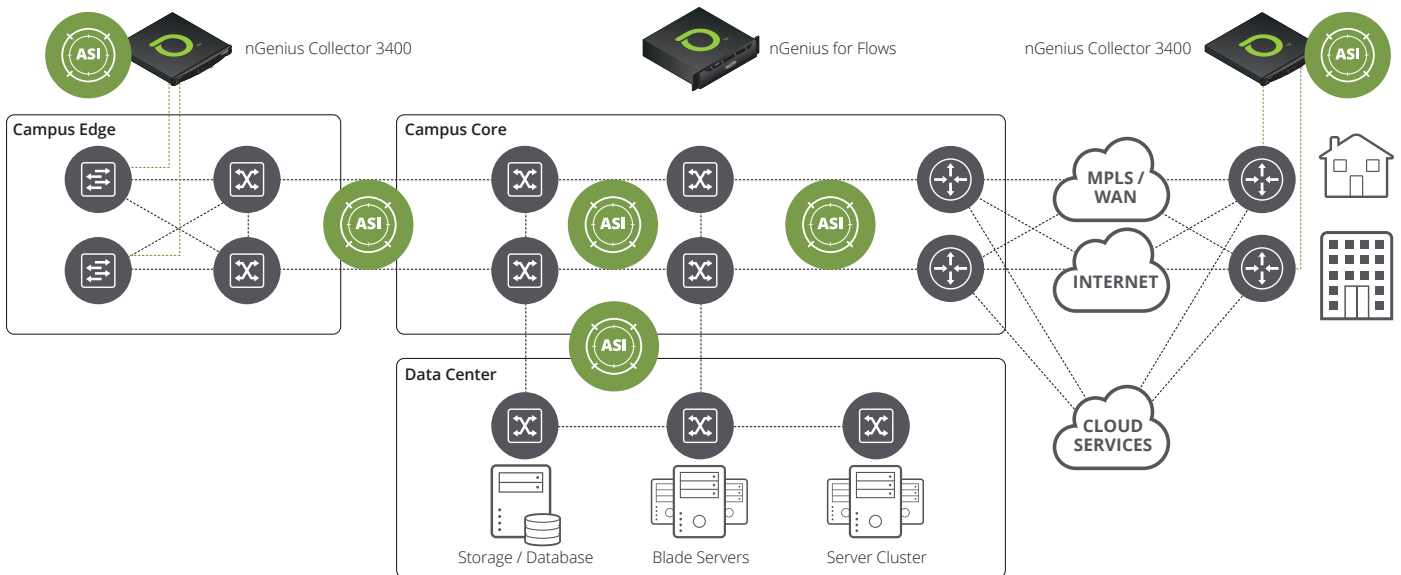 ASI
nGenius Collector 3400
nGenius for Flows
nGenius Collector 3400
ASI
Campus Edge
Campus Core
MPLS /
WAN
ASI
ASI
ASI
INTERNET
ASI
Data Center
CLOUD
SERVICES
Storage / Database
Blade Servers
Server Cluster